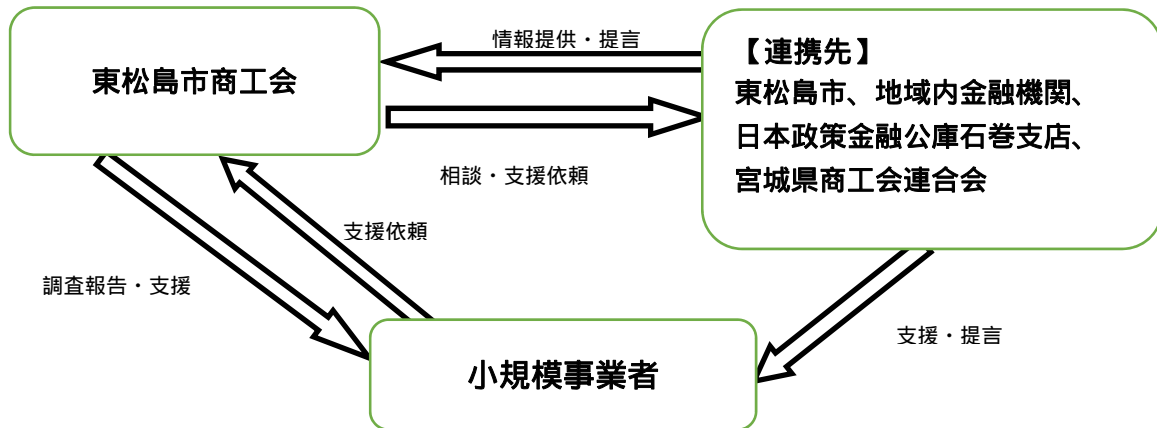 情報提供・提言
東松島市商工会
【連携先】
東松島市、地域内金融機関、
日本政策金融公庫石巻支店、
宮城県商工会連合会
相談・支援依頼
支援依頼
調査報告・支援
支援・提言
小規模事業者